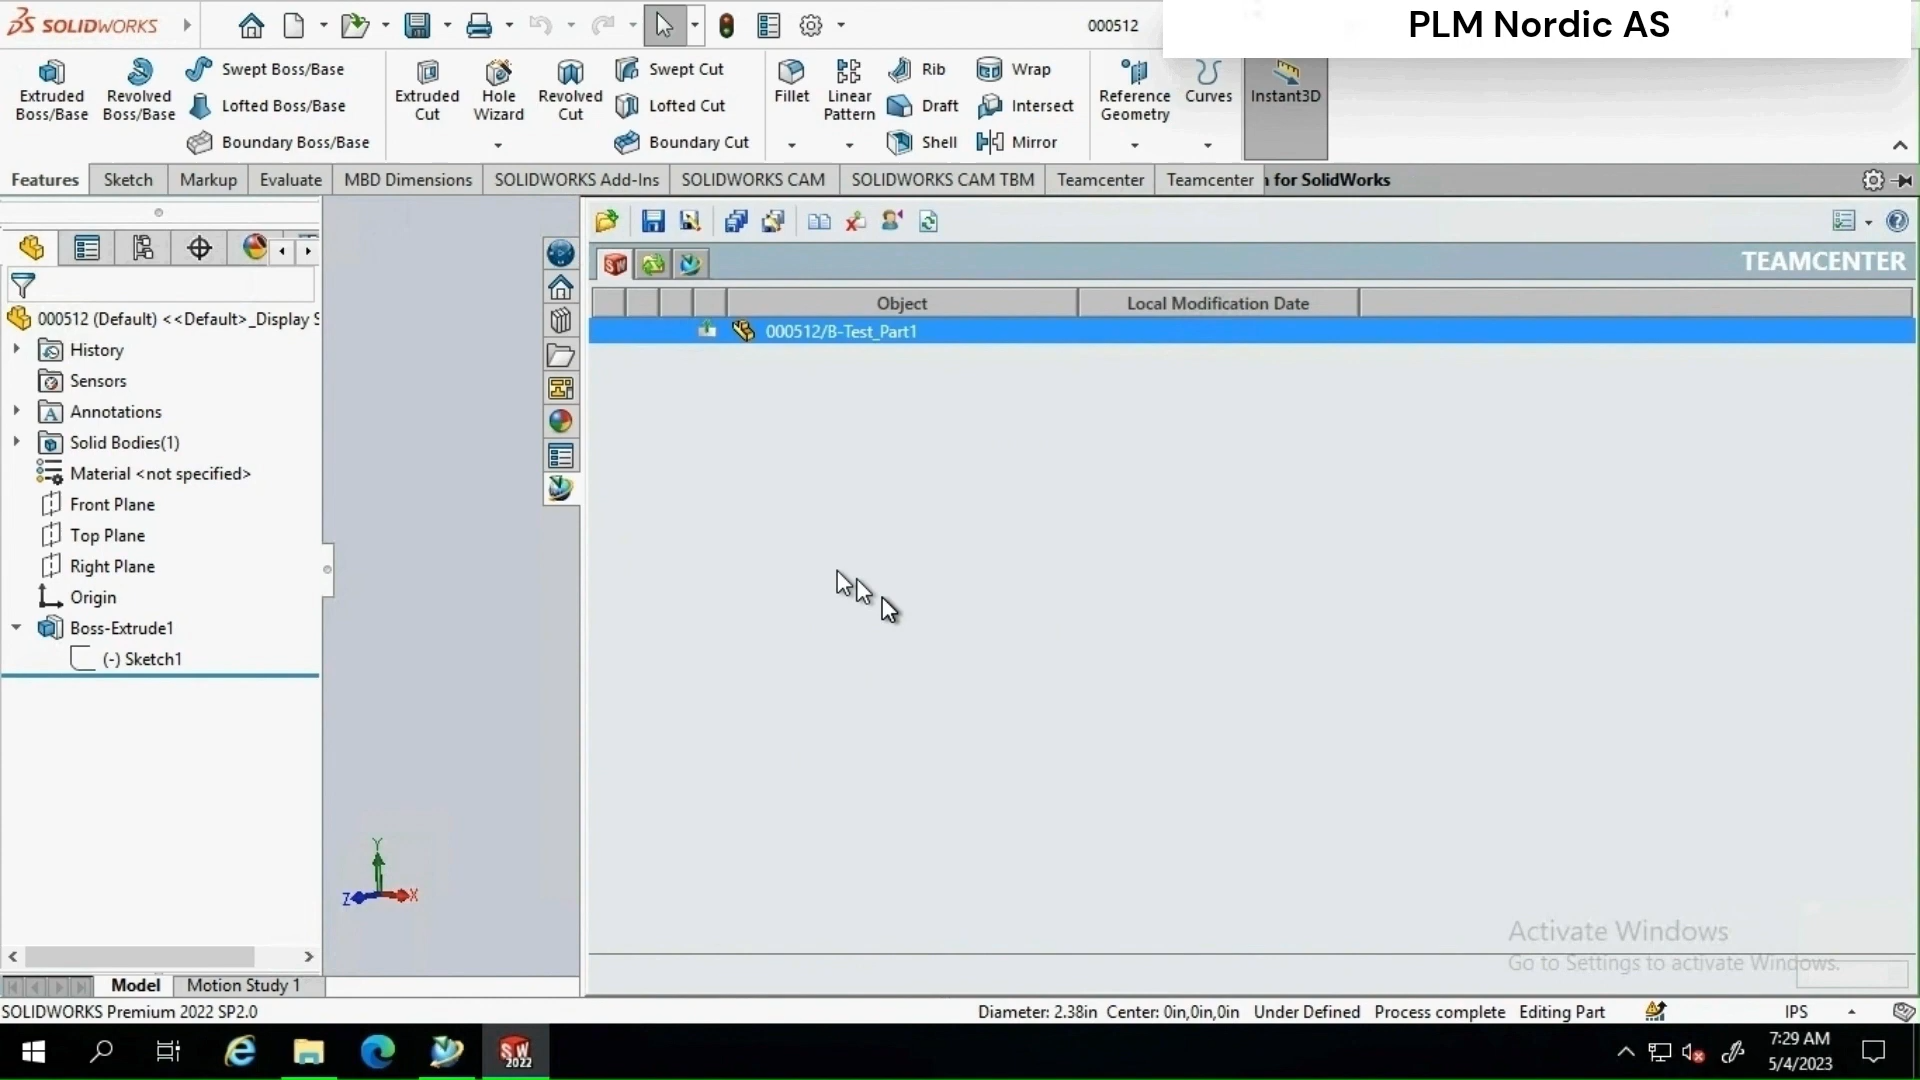 SOLIDWORKS
000512
PLM Nordic AS
Extruded Boss/Base
Revolved Boss/Base
Swept Boss/Base
Lofted Boss/Base
Boundary Boss/Base
Extruded Cut
Hole Wizard
Revolved Cut
Swept Cut
Lofted Cut
Boundary Cut
Fillet
Linear Pattern
Rib
Draft
Shell
Wrap
Intersect
Mirror
Reference Geometry
Curves
Instant3D
Features
Sketch
Markup
Evaluate
MBD Dimensions
SOLIDWORKS Add-Ins
SOLIDWORKS CAM
SOLIDWORKS CAM TBM
Teamcenter
Teamcenter
for SolidWorks
TEAMCENTER
Object
Local Modification Date
000512/B-Test_Part1
000512 (Default) <<Default>_Display S
History
Sensors
Annotations
Solid Bodies(1)
Material <not specified>
Front Plane
Top Plane
Right Plane
Origin
Boss-Extrude1
(-) Sketch1
Y
Z
X
Activate Windows
Go to Settings to activate Windows.
Model
Motion Study 1
SOLIDWORKS Premium 2022 SP2.0
Diameter: 2.38in Center: 0in,0in,0in
Under Defined
Process complete
Editing Part
IPS
SW
2022
7:29 AM
5/4/2023